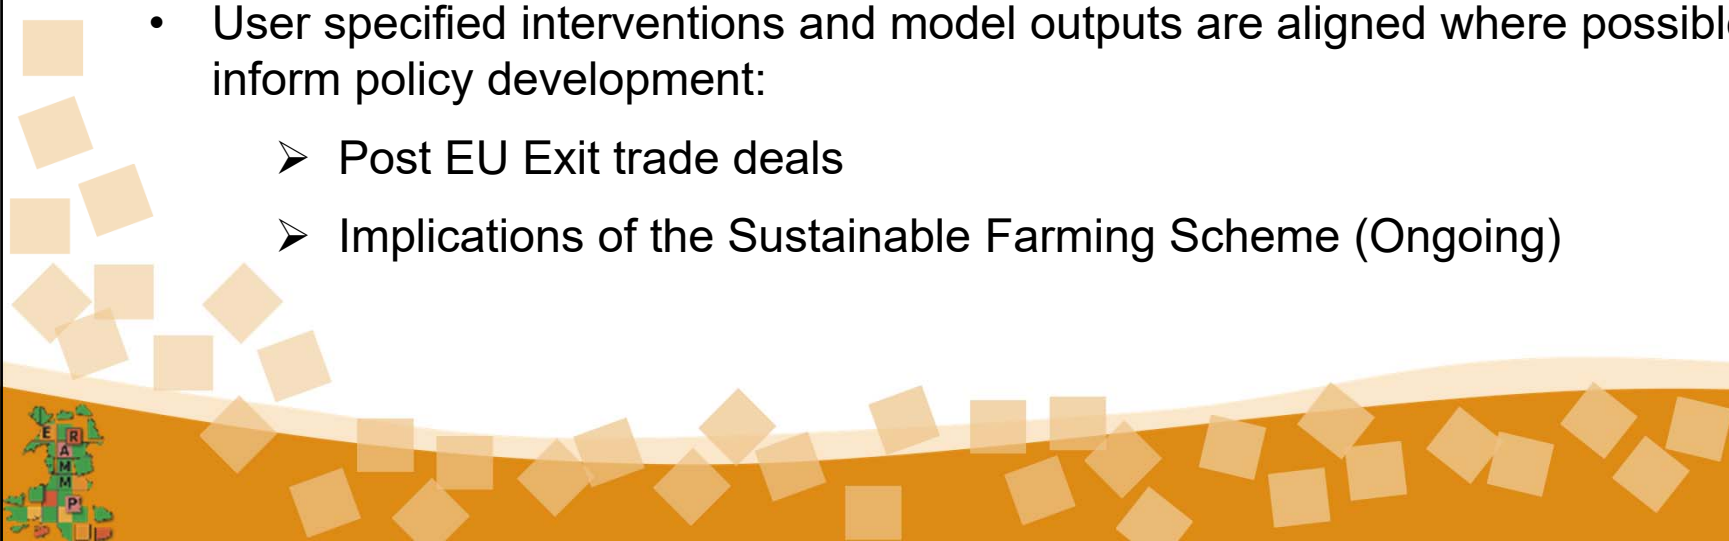 • User specified interventions and model outputs are aligned where possible
inform policy development:
➢ Post EU Exit trade deals
➢ Implications of the Sustainable Farming Scheme (Ongoing)
E R
A
M
M
P